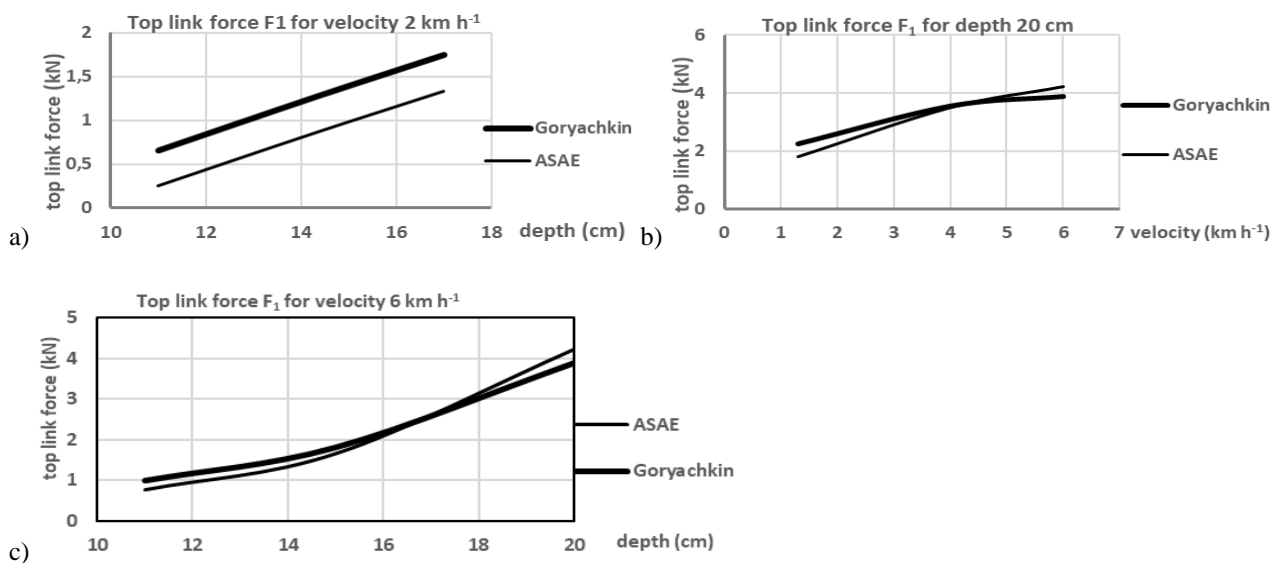 Top link force F1 for velocity 2 km h⁻¹
top link force (kN)
2
1,5
1
0,5
0
10 12 14 16 18
depth (cm)
Goryachkin
ASAE
a)
Top link force F₁ for depth 20 cm
top link force (kN)
6
4
2
0
0 1 2 3 4 5 6 7
velocity (km h⁻¹)
Goryachkin
ASAE
b)
Top link force F₁ for velocity 6 km h⁻¹
top link force (kN)
5
4
3
2
1
0
10 12 14 16 18 20
depth (cm)
ASAE
Goryachkin
c)